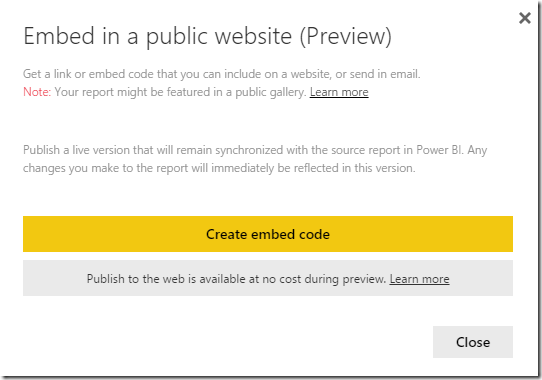 Embed in a public website (Preview)
Get a link or embed code that you can include on a website, or send in email.
Note: Your report might be featured in a public gallery. Learn more
Publish a live version that will remain synchronized with the source report in Power BI. Any
changes you make to the report will immediately be reflected in this version.
Create embed code
Publish to the web is available at no cost during preview. Learn more
Close